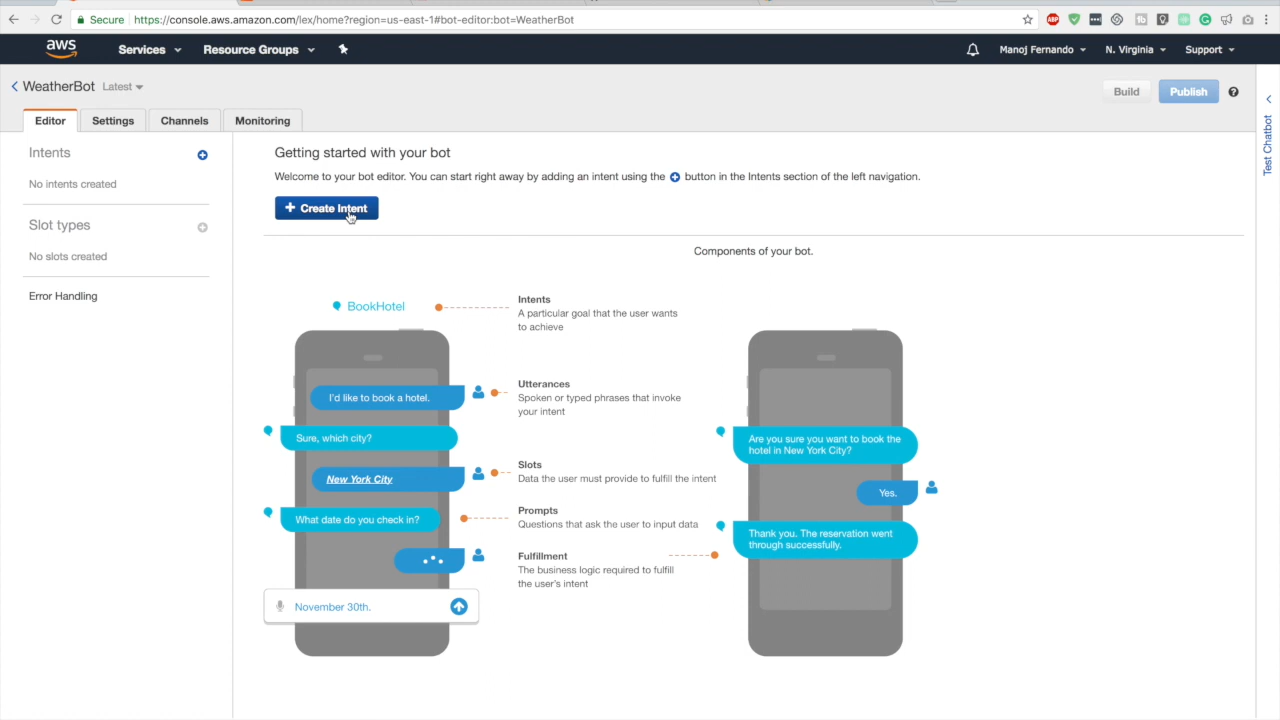 Secure https://console.aws.amazon.com/lex/home?region=us-east-1#bot-editor:bot=WeatherBot
aws Services Resource Groups Manoj Fernando N. Virginia Support
WeatherBot Latest
Build Publish
Editor Settings Channels Monitoring
Test Chatbot
Intents
No intents created
Slot types
No slots created
Error Handling
Getting started with your bot
Welcome to your bot editor. You can start right away by adding an intent using the button in the Intents section of the left navigation.
Create Intent
Components of your bot.
BookHotel
I'd like to book a hotel.
Sure, which city?
New York City
What date do you check in?
November 30th.
Intents
A particular goal that the user wants
to achieve
Utterances
Spoken or typed phrases that invoke
your intent
Slots
Data the user must provide to fulfill the intent
Prompts
Questions that ask the user to input data
Fulfillment
The business logic required to fulfill
the user's intent
Are you sure you want to book the
hotel in New York City?
Yes.
Thank you. The reservation went
through successfully.